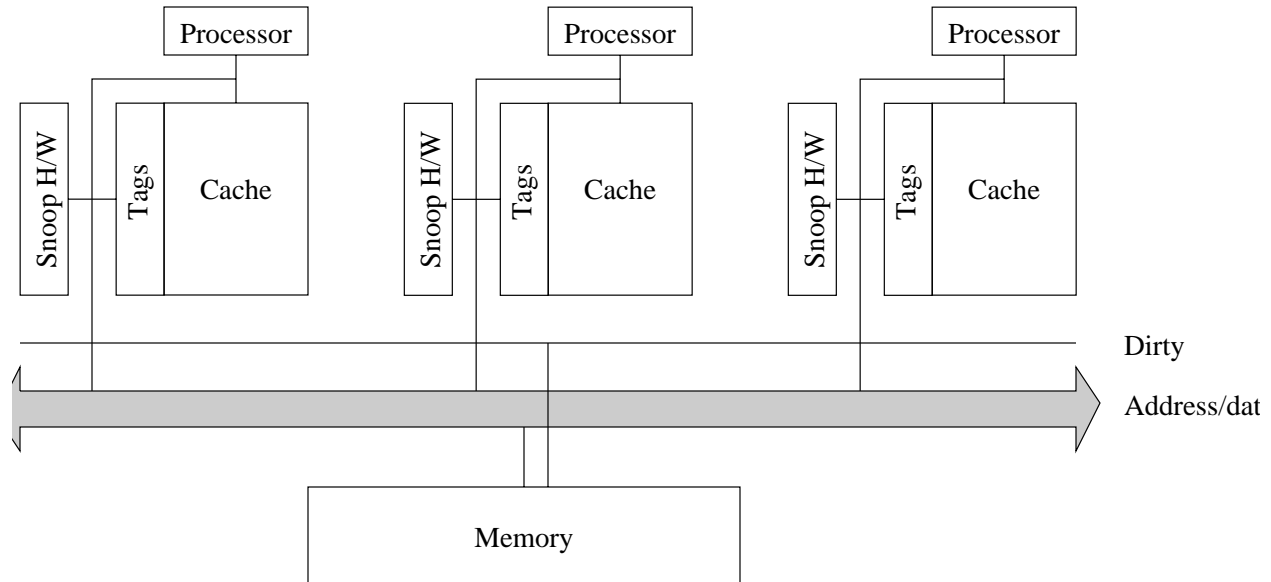 Processor
Processor
Processor
Snoop H/W
Tags
Cache
Snoop H/W
Tags
Cache
Snoop H/W
Tags
Cache
Dirty
Address/dat
Memory